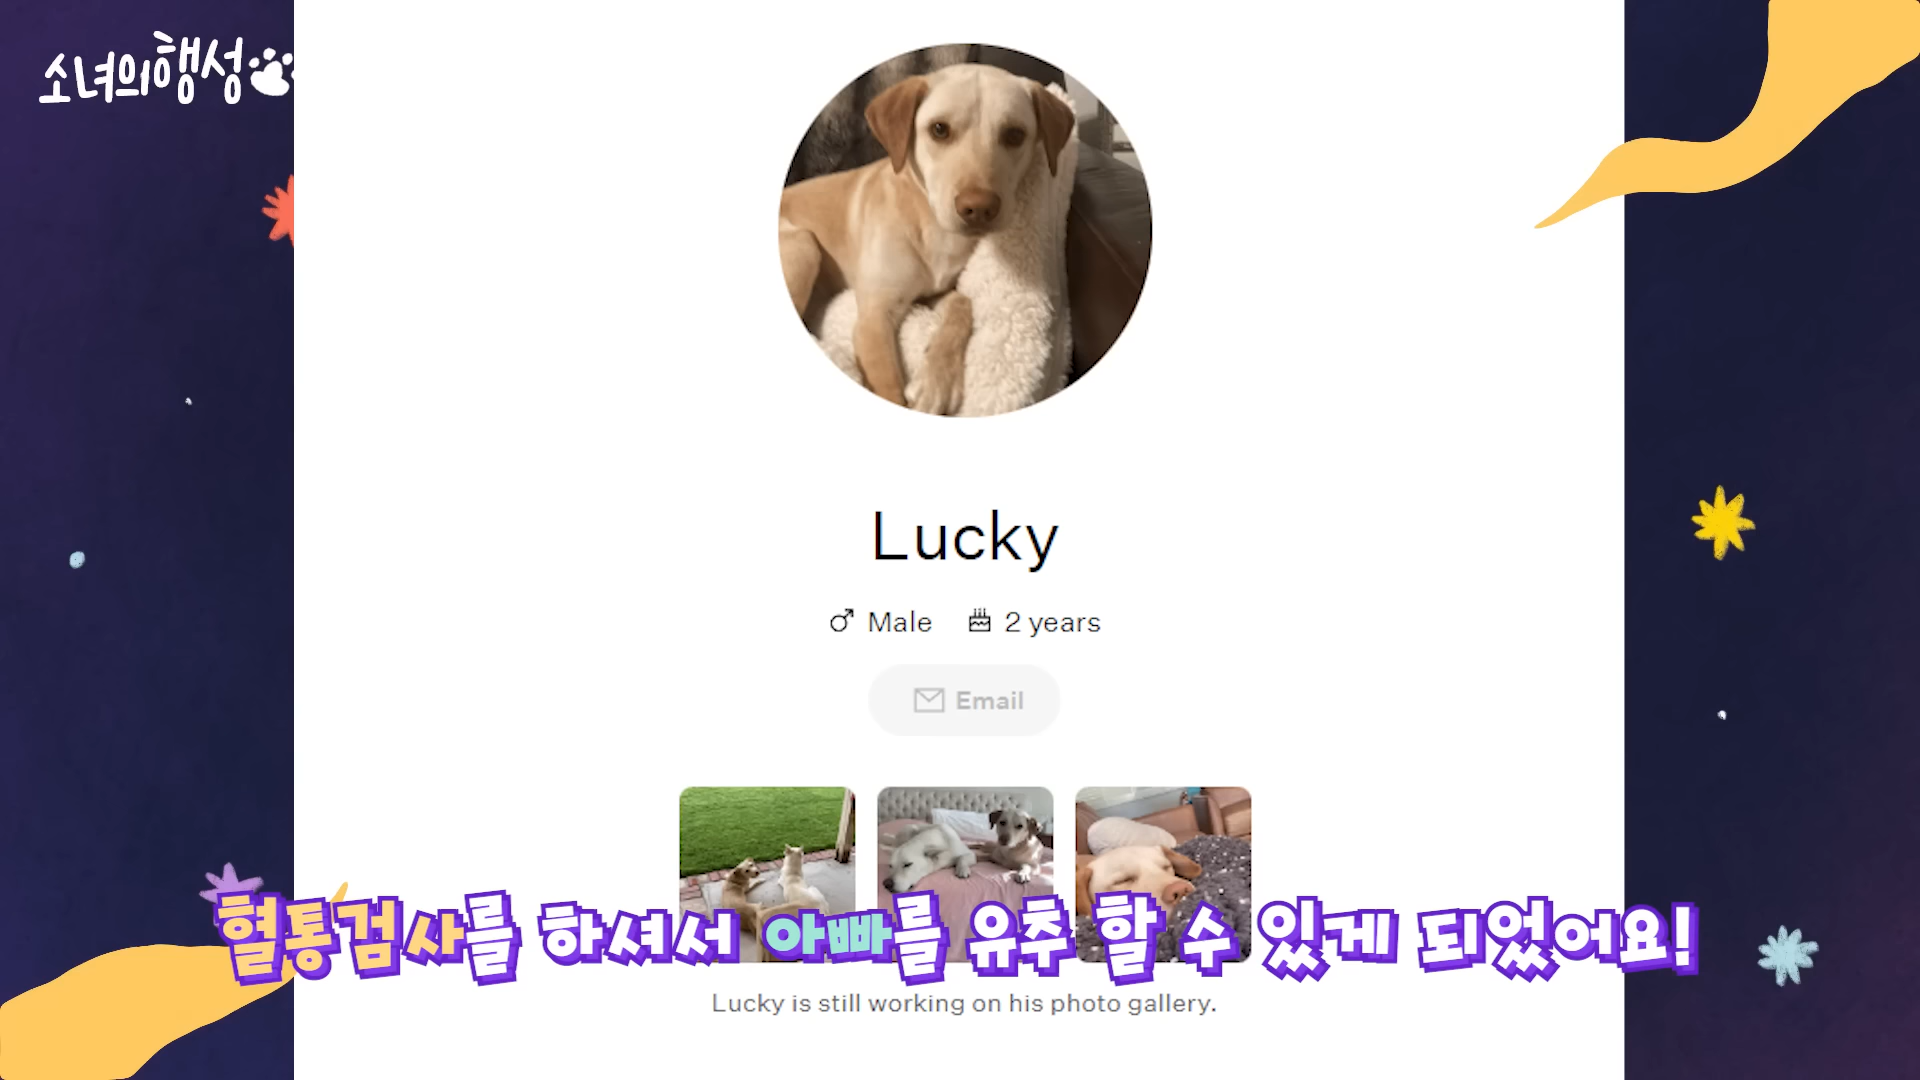 소녀의행성
Lucky
Male 2 years
Email
혈통검사를 하셔서 아빠를 유추 할 수 있게 되었어요!
Lucky is still working on his photo gallery.